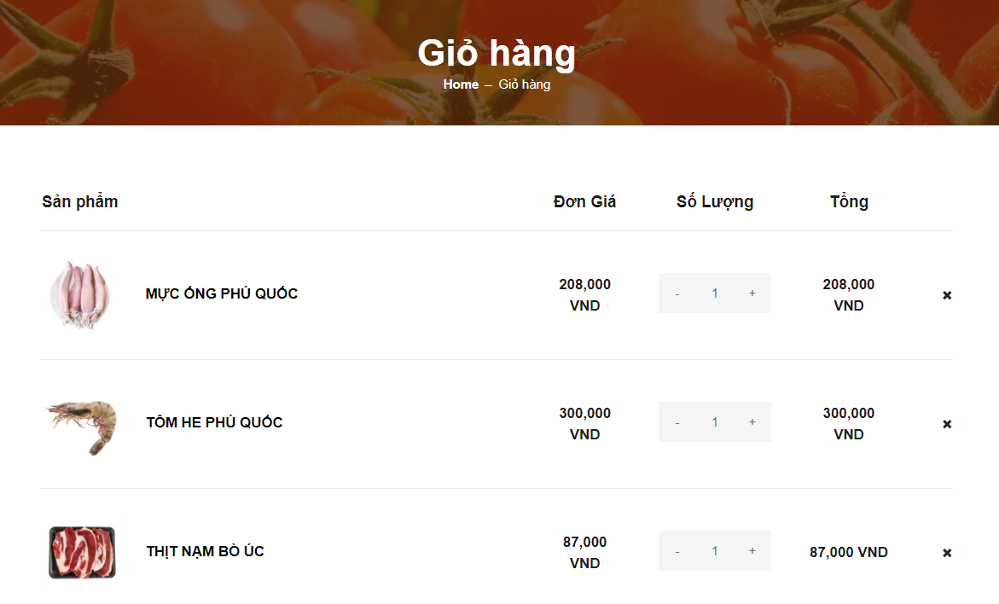 Giỏ hàng
Home – Giỏ hàng
Sản phẩm Đơn Giá Số Lượng Tổng
MỰC ỐNG PHÚ QUỐC 208,000 VND - 1 + 208,000 VND ×
TÔM HE PHÚ QUỐC 300,000 VND - 1 + 300,000 VND ×
THỊT NẠM BÒ ÚC 87,000 VND - 1 + 87,000 VND ×